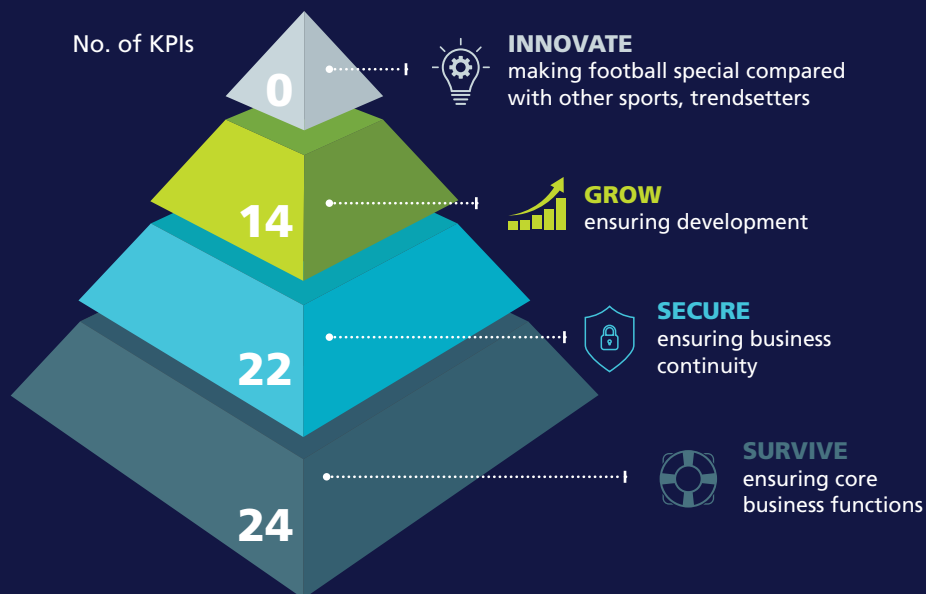 No. of KPIs
0
INNOVATE
making football special compared
with other sports, trendsetters
14
GROW
ensuring development
22
SECURE
ensuring business
continuity
24
SURVIVE
ensuring core
business functions